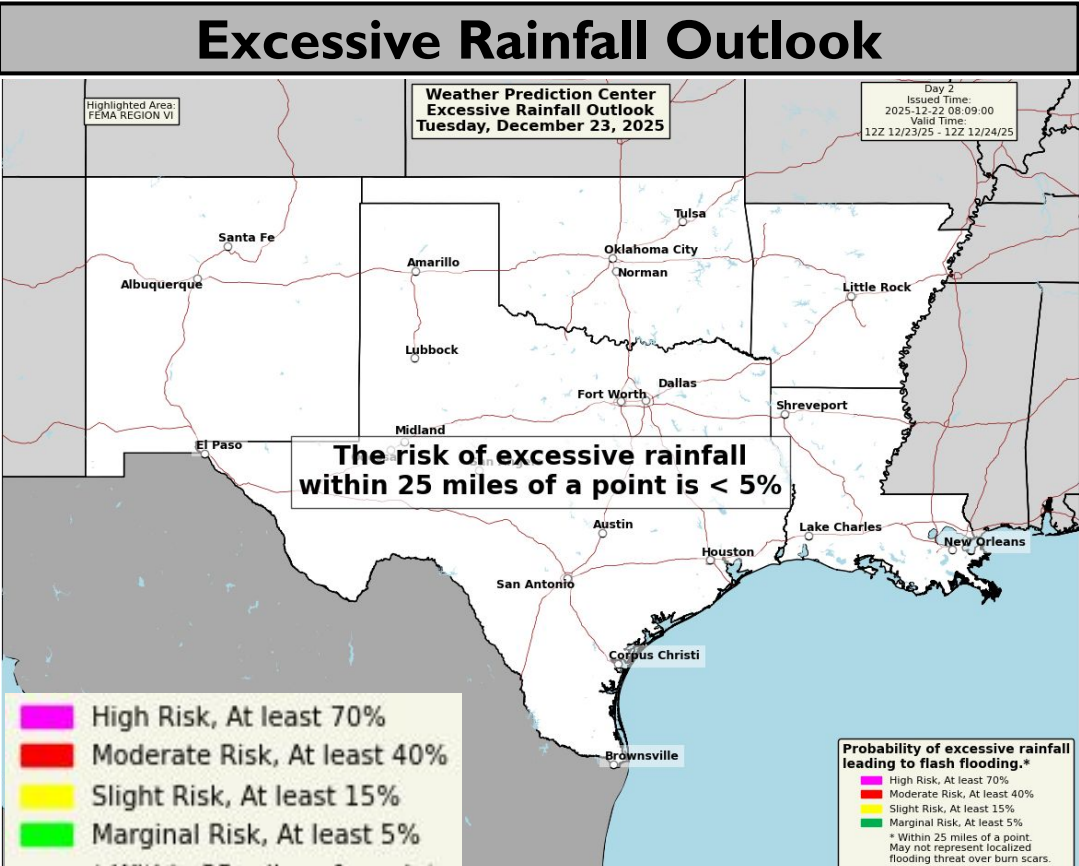 Excessive Rainfall Outlook
Highlighted Area:
FEMA REGION VI
Weather Prediction Center
Excessive Rainfall Outlook
Tuesday, December 23, 2025
Day 2
Issued Time:
2025-12-22 08:09:00
Valid Time:
12Z 12/23/25 - 12Z 12/24/25
Tulsa
Santa Fe
Oklahoma City
Amarillo
Norman
Albuquerque
Little Rock
Lubbock
Dallas
Fort Worth
Shreveport
Midland
El Paso
The risk of excessive rainfall
within 25 miles of a point is < 5%
Austin
Lake Charles
New Orleans
Houston
San Antonio
Corpus Christi
Brownsville
High Risk, At least 70%
Moderate Risk, At least 40%
Slight Risk, At least 15%
Marginal Risk, At least 5%
Probability of excessive rainfall
leading to flash flooding.*
High Risk, At least 70%
Moderate Risk, At least 40%
Slight Risk, At least 15%
Marginal Risk, At least 5%
* Within 25 miles of a point.
May not represent localized
flooding threat over burn scars.